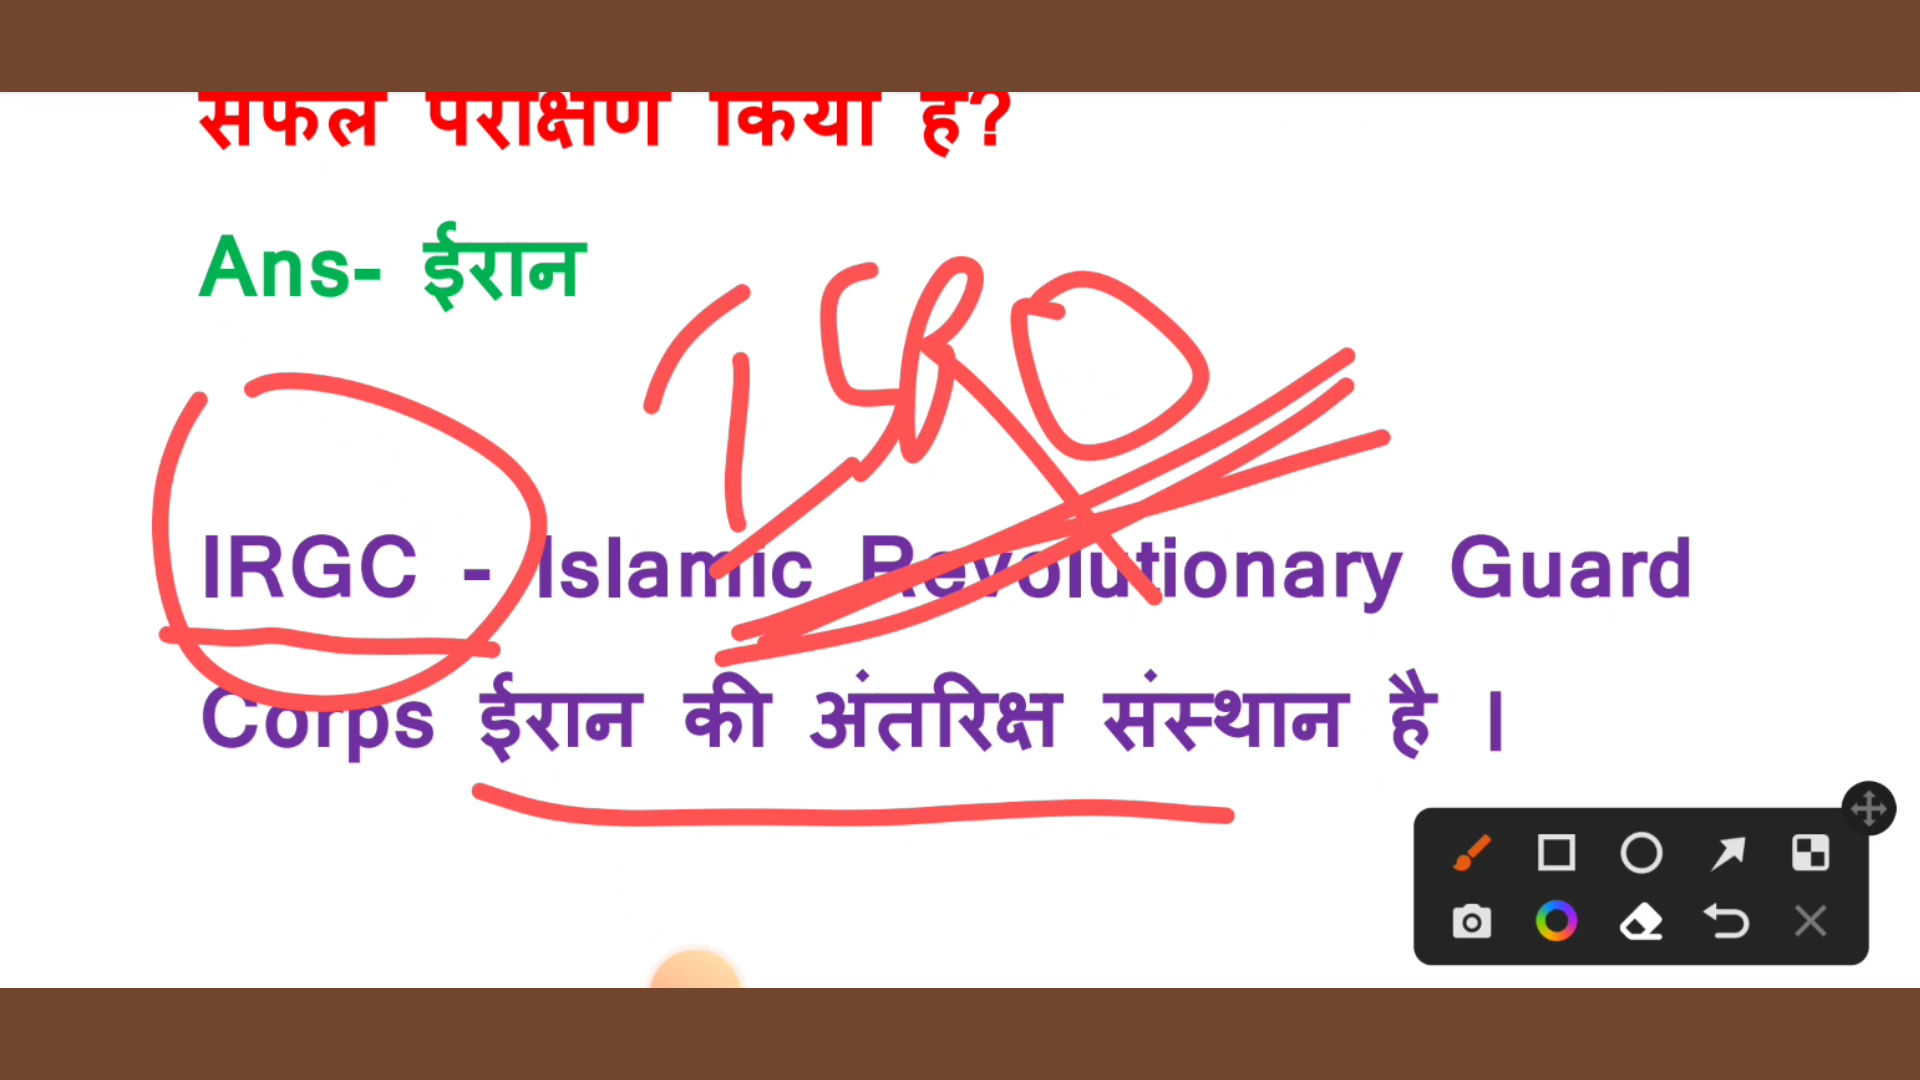 सफल परीक्षण किया है?
Ans- ईरान
ISRO
IRGC - Islamic Revolutionary Guard
Corps ईरान की अंतरिक्ष संस्थान है ।